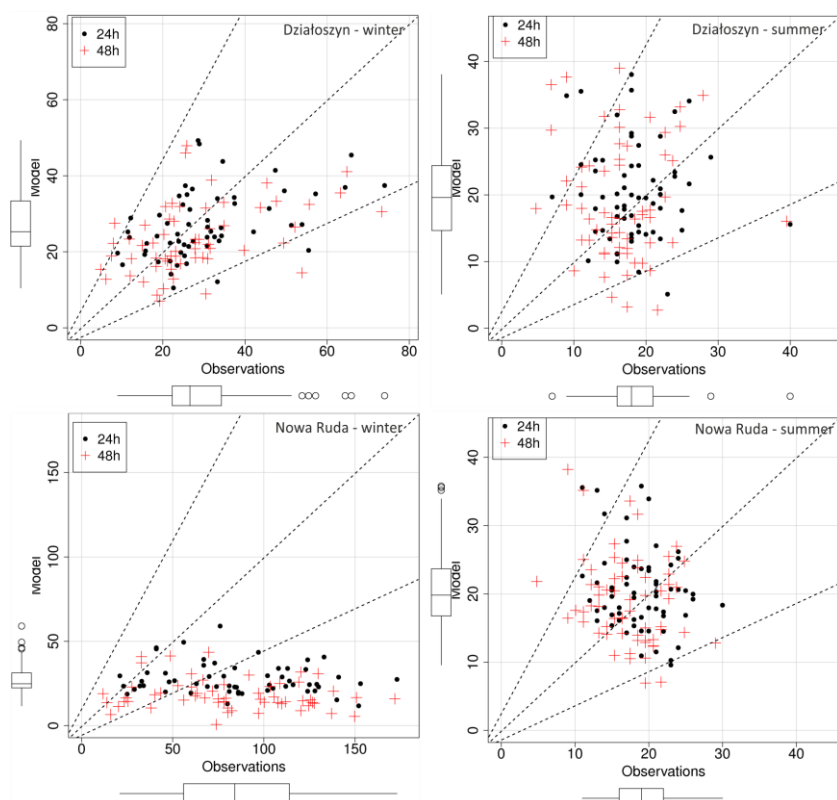 24h
48h
Działoszyn - winter
80
60
40
20
0
Model
0 20 40 60 80
Observations
24h
48h
Działoszyn - summer
40
30
20
10
0
Model
0 10 20 30 40
Observations
24h
48h
Nowa Ruda - winter
150
100
50
0
Model
0 50 100 150
Observations
24h
48h
Nowa Ruda - summer
40
30
20
10
0
Model
0 10 20 30 40
Observations